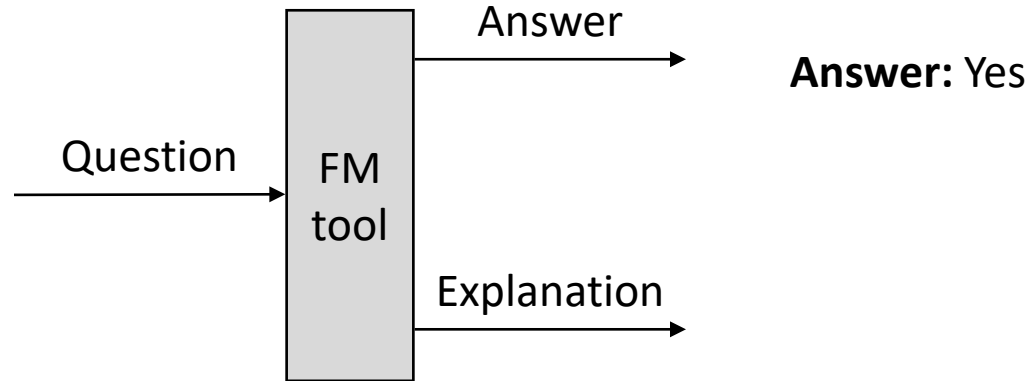 Answer
Answer: Yes
Question
FM
tool
Explanation